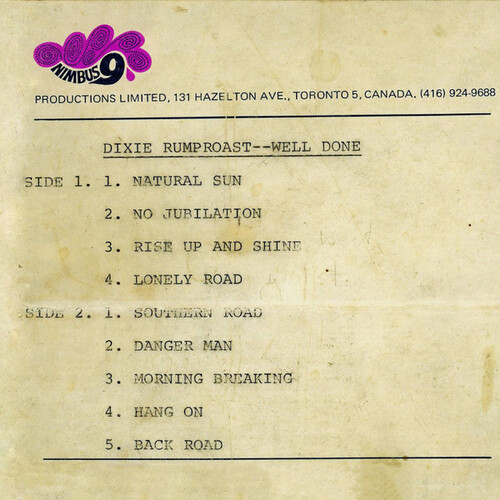 NIMBUS 9
PRODUCTIONS LIMITED, 131 HAZELTON AVE., TORONTO 5, CANADA. (416) 924-9688
DIXIE RUMPROAST--WELL DONE
SIDE 1. 1. NATURAL SUN
2. NO JUBILATION
3. RISE UP AND SHINE
4. LONELY ROAD
SIDE 2. 1. SOUTHERN ROAD
2. DANGER MAN
3. MORNING BREAKING
4. HANG ON
5. BACK ROAD